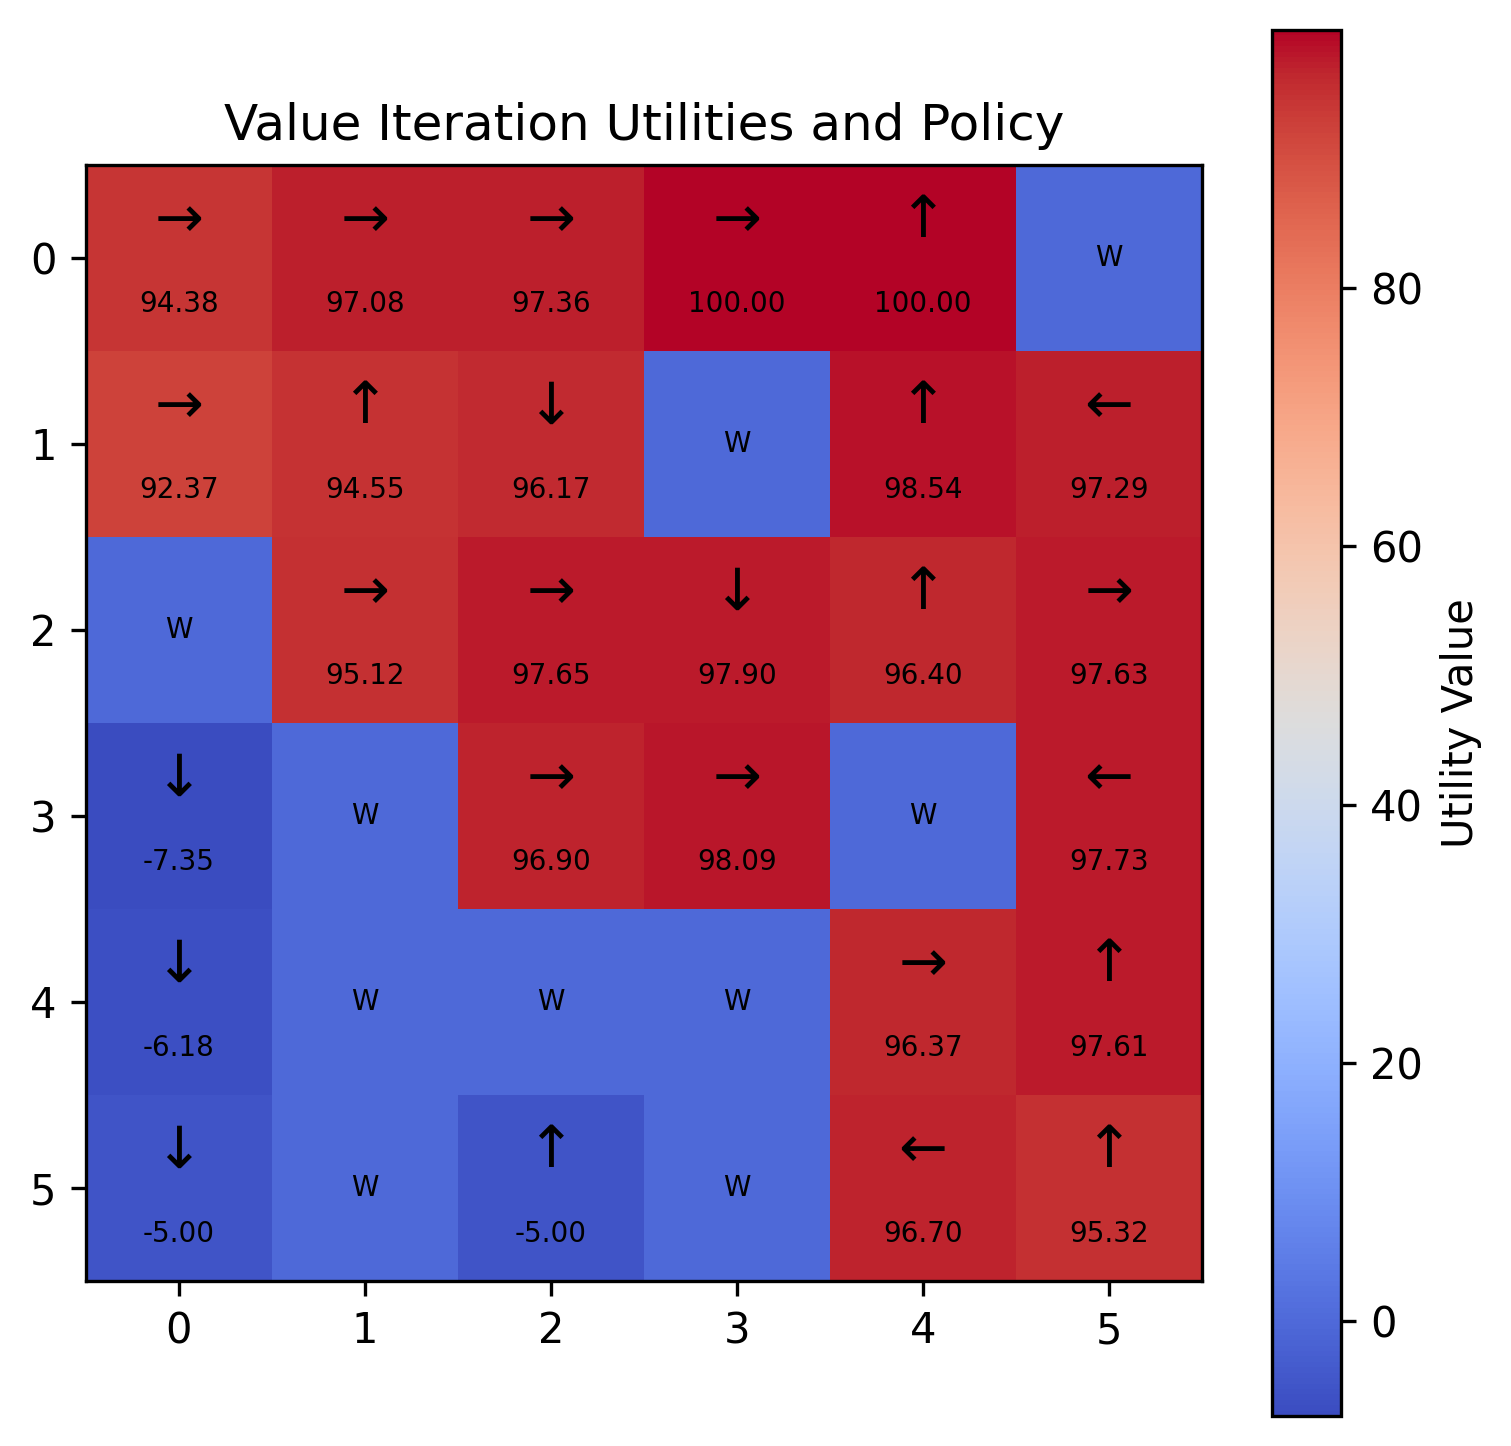 Value Iteration Utilities and Policy
0
→ → → → ↑ W
94.38 97.08 97.36 100.00 100.00
1
→ ↑ ↓ W ↑ ←
92.37 94.55 96.17 98.54 97.29
2
W → → ↓ ↑ →
95.12 97.65 97.90 96.40 97.63
3
↓ W → → W ←
-7.35 96.90 98.09 97.73
4
↓ W W W → ↑
-6.18 96.37 97.61
5
↓ W ↑ W ← ↑
-5.00 -5.00 96.70 95.32
0 1 2 3 4 5
80
60
40
20
0
Utility Value